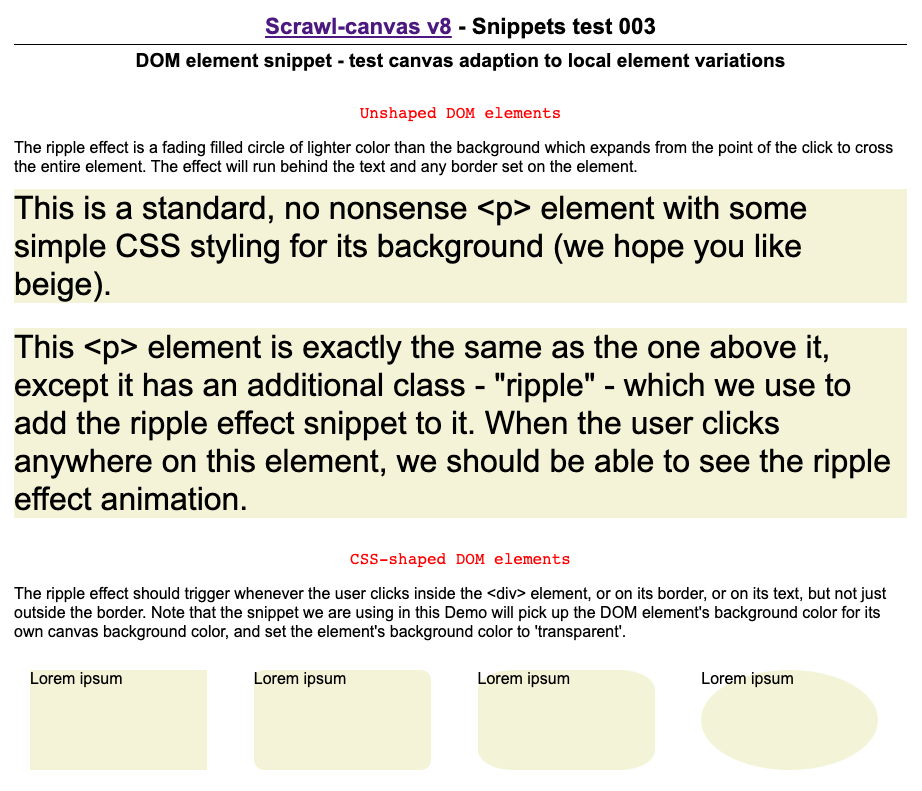 Scrawl-canvas v8 - Snippets test 003
DOM element snippet - test canvas adaption to local element variations
Unshaped DOM elements
The ripple effect is a fading filled circle of lighter color than the background which expands from the point of the click to cross
the entire element. The effect will run behind the text and any border set on the element.
This is a standard, no nonsense <p> element with some
simple CSS styling for its background (we hope you like
beige).
This <p> element is exactly the same as the one above it,
except it has an additional class - "ripple" - which we use to
add the ripple effect snippet to it. When the user clicks
anywhere on this element, we should be able to see the ripple
effect animation.
CSS-shaped DOM elements
The ripple effect should trigger whenever the user clicks inside the <div> element, or on its border, or on its text, but not just
outside the border. Note that the snippet we are using in this Demo will pick up the DOM element's background color for its
own canvas background color, and set the element's background color to 'transparent'.
Lorem ipsum
Lorem ipsum
Lorem ipsum
Lorem ipsum